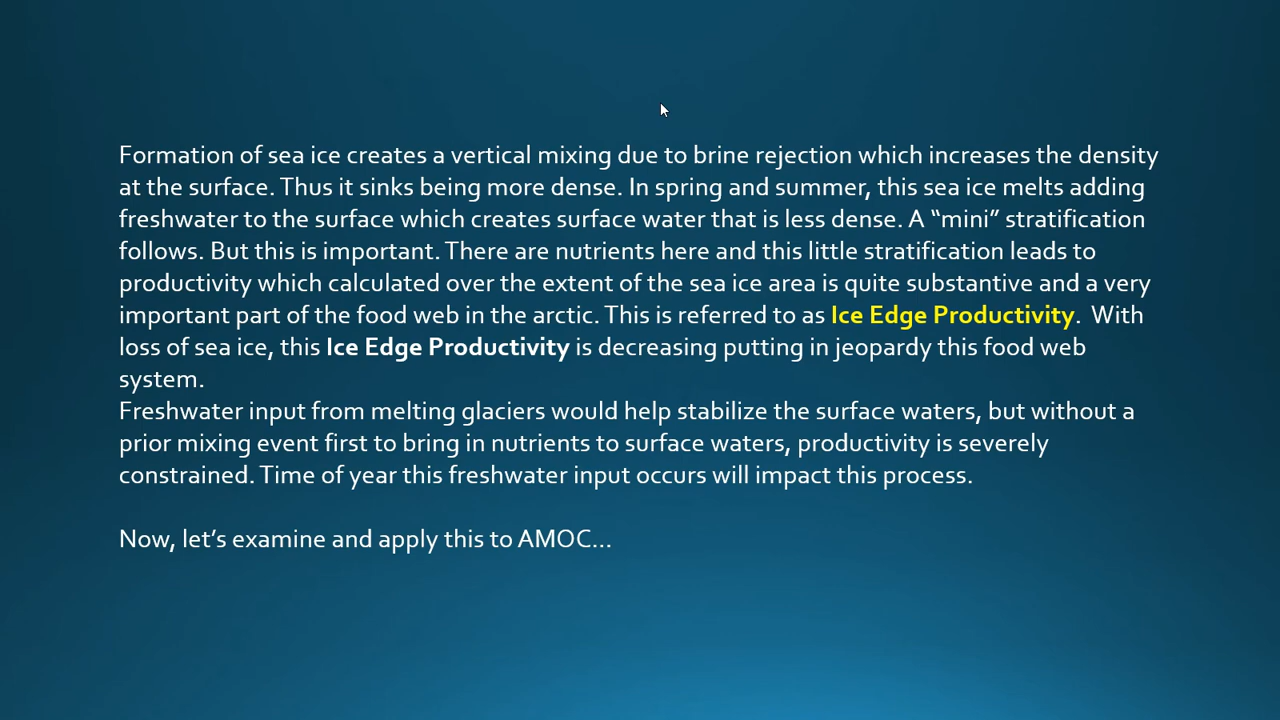 Formation of sea ice creates a vertical mixing due to brine rejection which increases the density
at the surface. Thus it sinks being more dense. In spring and summer, this sea ice melts adding
freshwater to the surface which creates surface water that is less dense. A “mini” stratification
follows. But this is important. There are nutrients here and this little stratification leads to
productivity which calculated over the extent of the sea ice area is quite substantive and a very
important part of the food web in the arctic. This is referred to as Ice Edge Productivity. With
loss of sea ice, this Ice Edge Productivity is decreasing putting in jeopardy this food web
system.
Freshwater input from melting glaciers would help stabilize the surface waters, but without a
prior mixing event first to bring in nutrients to surface waters, productivity is severely
constrained. Time of year this freshwater input occurs will impact this process.
Now, let’s examine and apply this to AMOC…